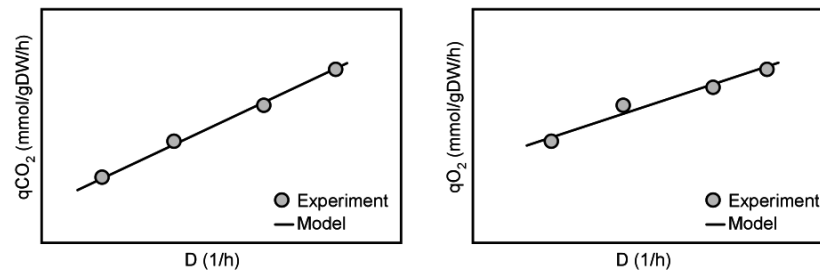 qCO₂ (mmol/gDW/h)
Experiment
Model
D (1/h)
qO₂ (mmol/gDW/h)
Experiment
Model
D (1/h)